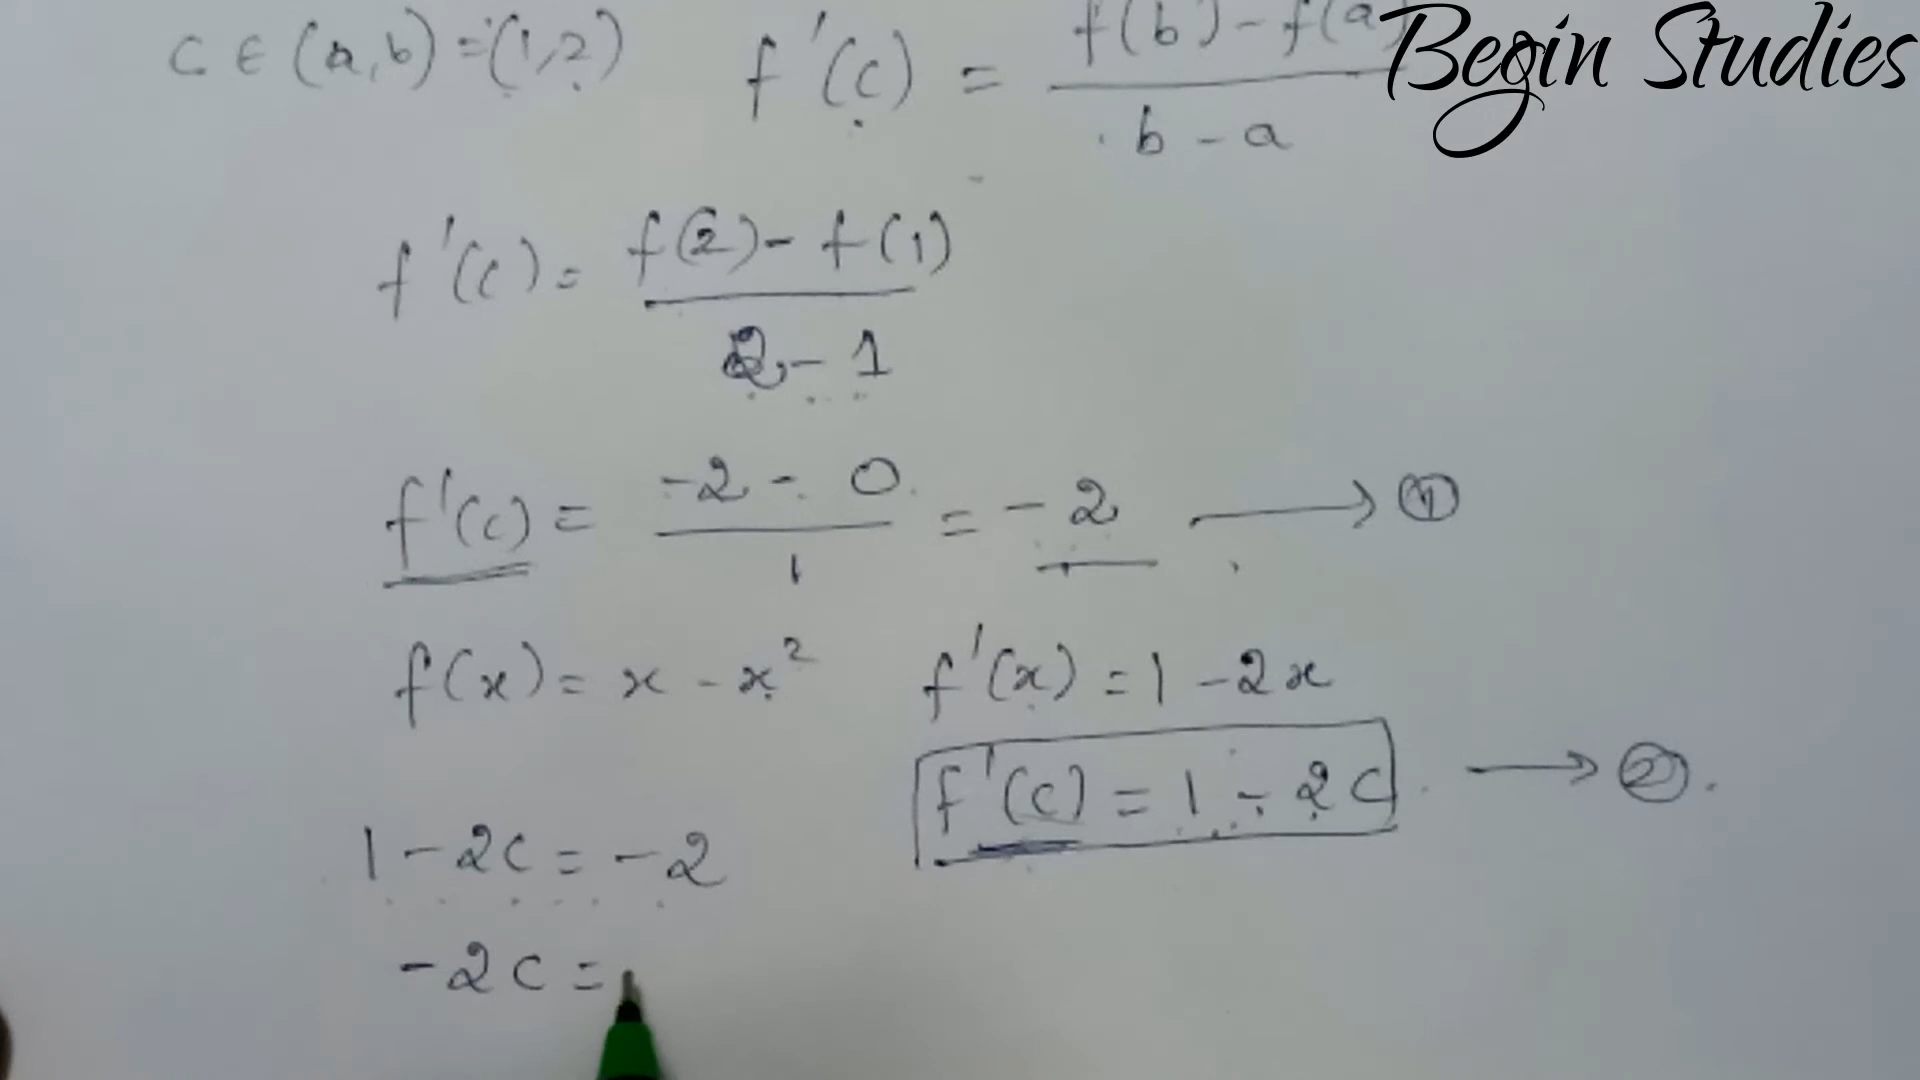 C ∈ (a,b) = (1,2) f'(c) = f(b) - f(a) / b - a
Begin Studies
f'(c) = f(2) - f(1) / 2 - 1
f'(c) = -2 - 0 / 1 = -2 → ①
f(x) = x - x² f'(x) = 1 - 2x
f'(c) = 1 - 2c → ②.
1 - 2c = -2
-2c =